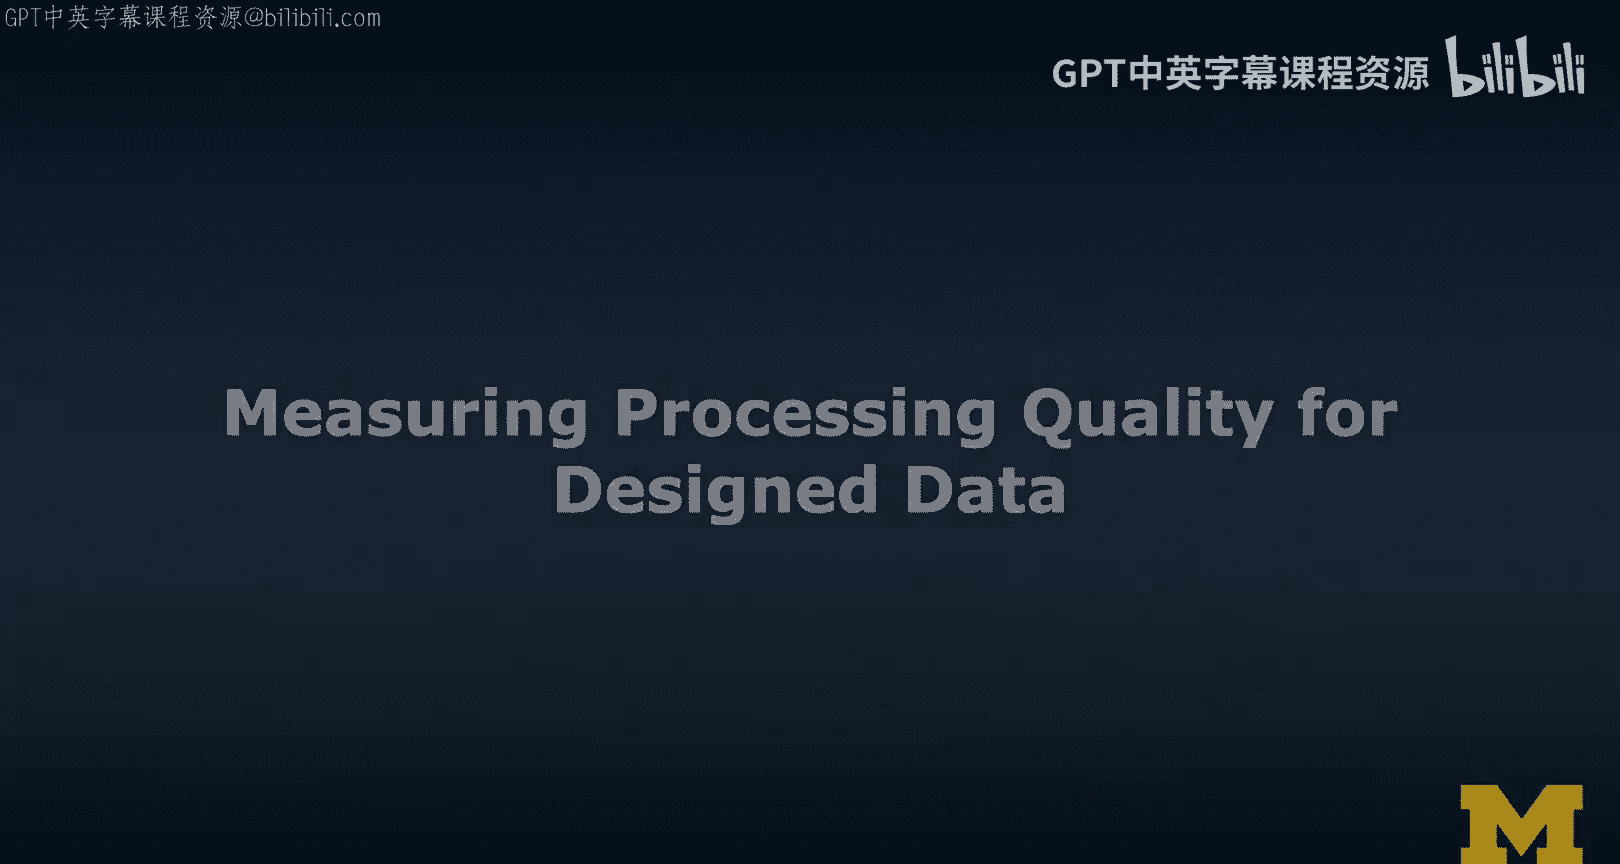 GPT中英字幕课程资源@bilibili.com
GPT中英字幕课程资源 bilibili
Measuring Processing Quality for
Designed Data
M